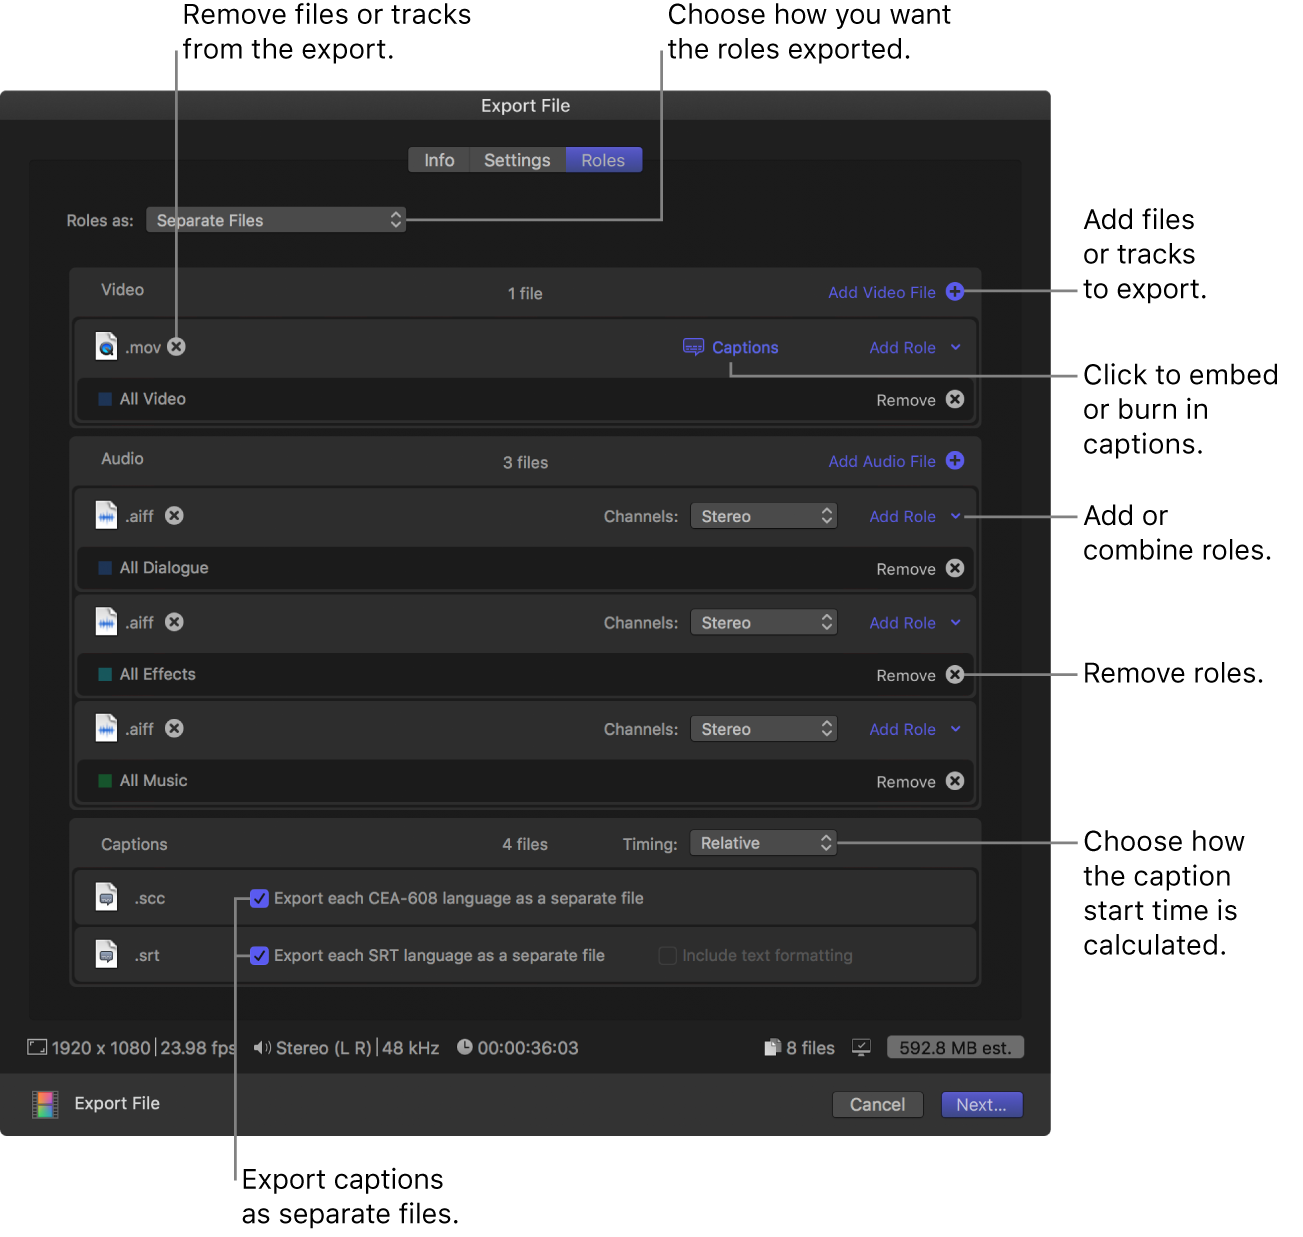 Remove files or tracks
from the export.
Choose how you want
the roles exported.
Export File
Info Settings Roles
Roles as: Separate Files
Add files
or tracks
to export.
Video 1 file Add Video File
.mov Captions Add Role
Click to embed
or burn in
captions.
All Video Remove
Audio 3 files Add Audio File
.aiff Channels: Stereo Add Role
Add or
combine roles.
All Dialogue Remove
.aiff Channels: Stereo Add Role
All Effects Remove
Remove roles.
.aiff Channels: Stereo Add Role
All Music Remove
Captions 4 files Timing: Relative
Choose how
the caption
start time is
calculated.
.scc Export each CEA-608 language as a separate file
.srt Export each SRT language as a separate file Include text formatting
1920 x 1080 | 23.98 fps Stereo (L R) | 48 kHz 00:00:36:03 8 files 592.8 MB est.
Export File Cancel Next...
Export captions
as separate files.